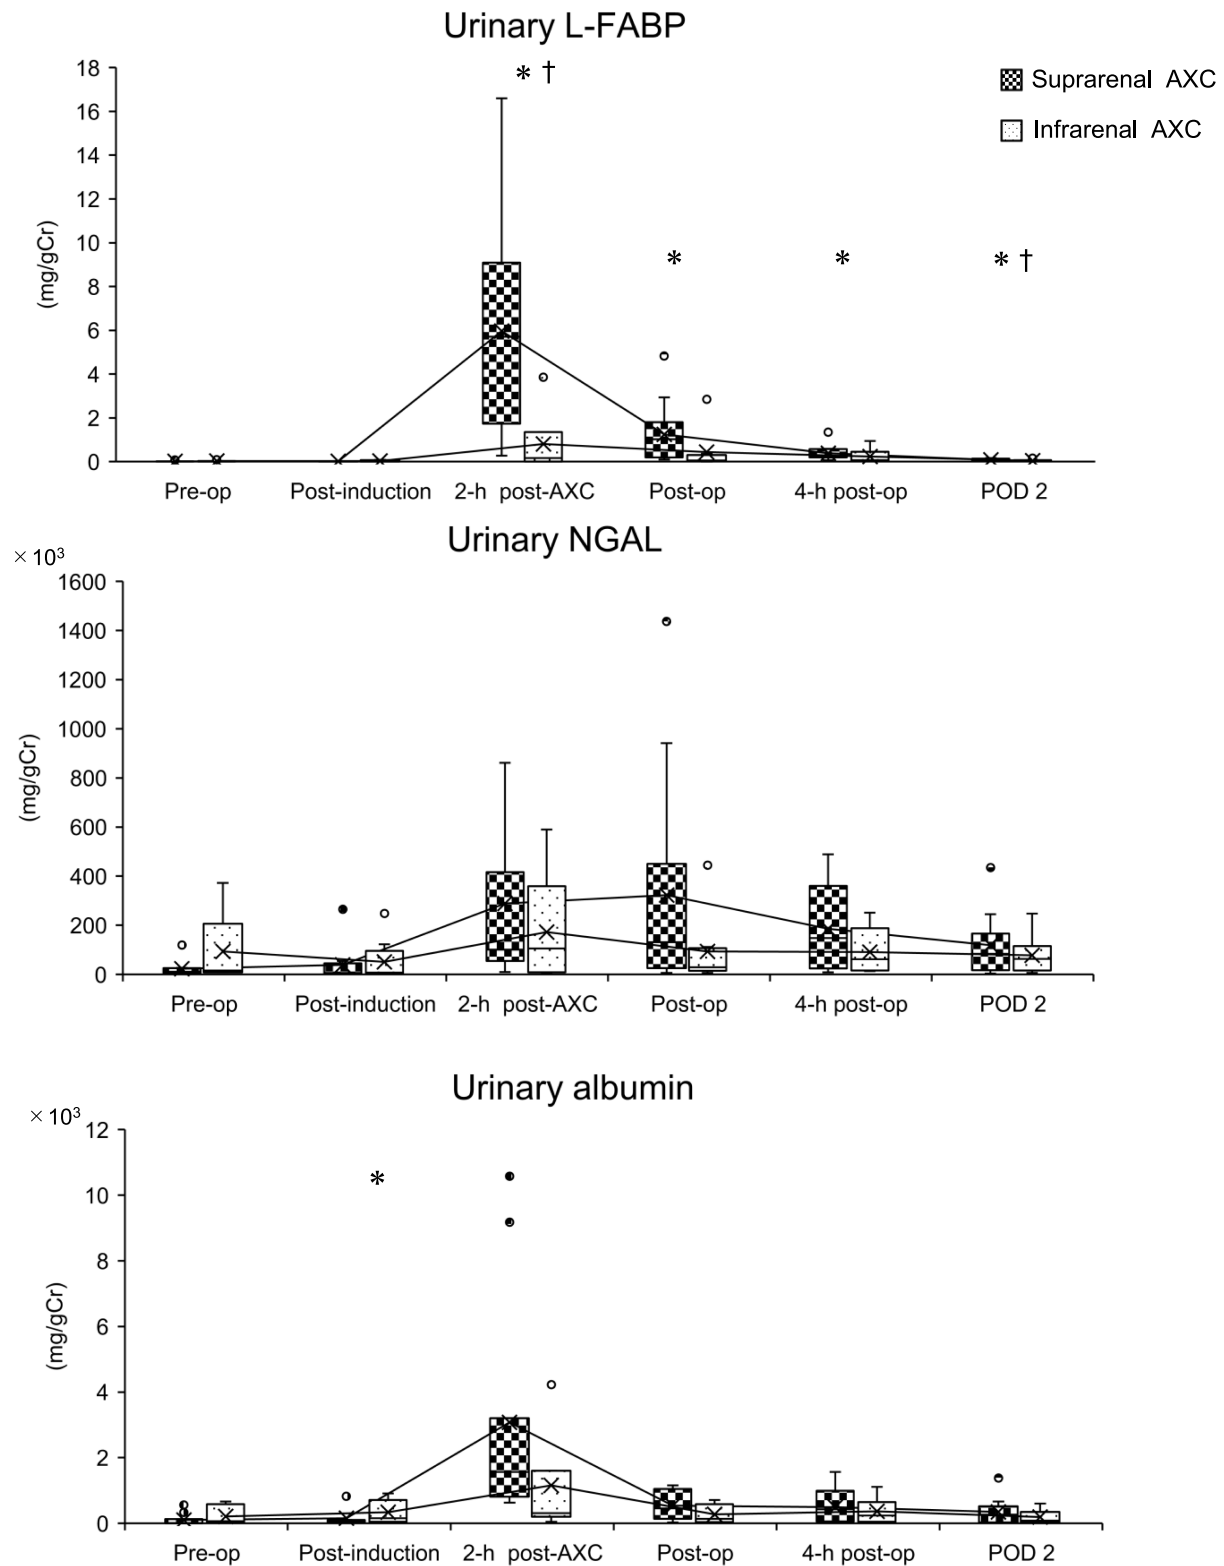 Urinary L-FABP
18
* †
Suprarenal AXC
16
Infrarenal AXC
14
12
10
* * * †
8
(mg/gCr)
6
4
2
0
Pre-op Post-induction 2-h post-AXC Post-op 4-h post-op POD 2
Urinary NGAL
× 10³
1600
1400
1200
1000
(mg/gCr)
800
600
400
200
0
Pre-op Post-induction 2-h post-AXC Post-op 4-h post-op POD 2
Urinary albumin
× 10³
12
*
10
8
(mg/gCr)
6
4
2
0
Pre-op Post-induction 2-h post-AXC Post-op 4-h post-op POD 2